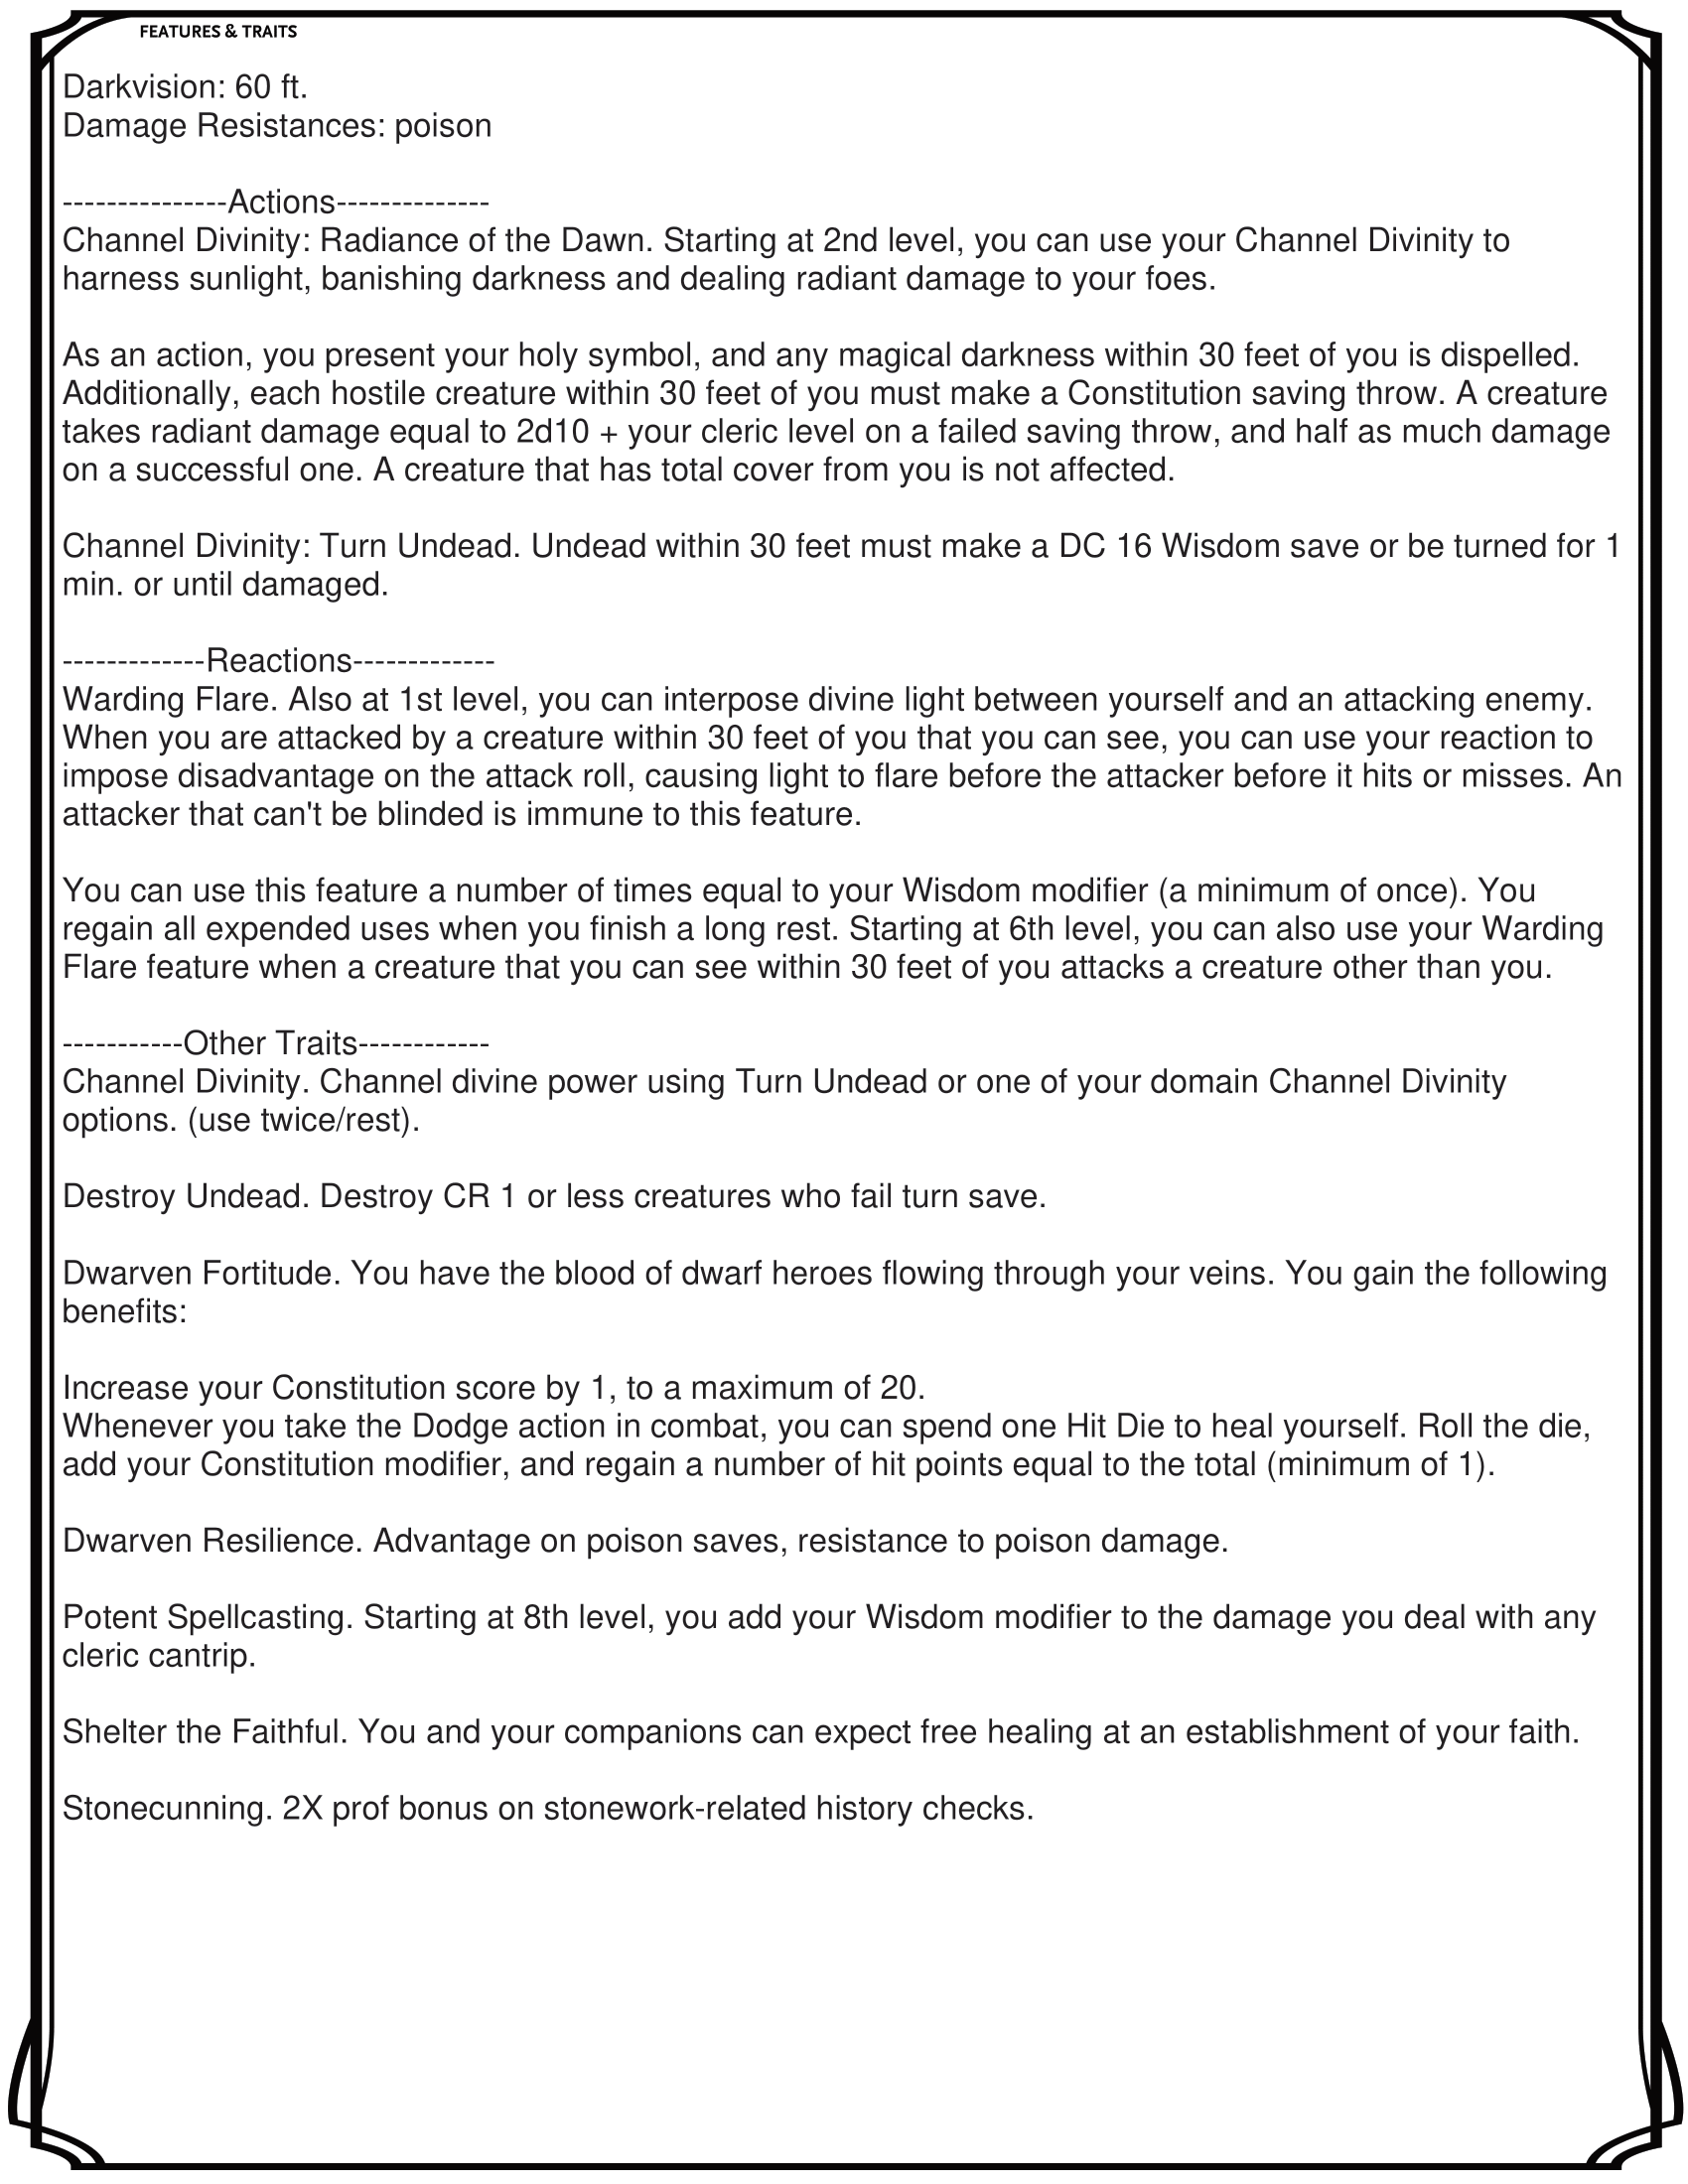 FEATURES & TRAITS
Darkvision: 60 ft.
Damage Resistances: poison
---------------Actions--------------
Channel Divinity: Radiance of the Dawn. Starting at 2nd level, you can use your Channel Divinity to
harness sunlight, banishing darkness and dealing radiant damage to your foes.
As an action, you present your holy symbol, and any magical darkness within 30 feet of you is dispelled.
Additionally, each hostile creature within 30 feet of you must make a Constitution saving throw. A creature
takes radiant damage equal to 2d10 + your cleric level on a failed saving throw, and half as much damage
on a successful one. A creature that has total cover from you is not affected.
Channel Divinity: Turn Undead. Undead within 30 feet must make a DC 16 Wisdom save or be turned for 1
min. or until damaged.
-------------Reactions-------------
Warding Flare. Also at 1st level, you can interpose divine light between yourself and an attacking enemy.
When you are attacked by a creature within 30 feet of you that you can see, you can use your reaction to
impose disadvantage on the attack roll, causing light to flare before the attacker before it hits or misses. An
attacker that can't be blinded is immune to this feature.
You can use this feature a number of times equal to your Wisdom modifier (a minimum of once). You
regain all expended uses when you finish a long rest. Starting at 6th level, you can also use your Warding
Flare feature when a creature that you can see within 30 feet of you attacks a creature other than you.
-----------Other Traits------------
Channel Divinity. Channel divine power using Turn Undead or one of your domain Channel Divinity
options. (use twice/rest).
Destroy Undead. Destroy CR 1 or less creatures who fail turn save.
Dwarven Fortitude. You have the blood of dwarf heroes flowing through your veins. You gain the following
benefits:
Increase your Constitution score by 1, to a maximum of 20.
Whenever you take the Dodge action in combat, you can spend one Hit Die to heal yourself. Roll the die,
add your Constitution modifier, and regain a number of hit points equal to the total (minimum of 1).
Dwarven Resilience. Advantage on poison saves, resistance to poison damage.
Potent Spellcasting. Starting at 8th level, you add your Wisdom modifier to the damage you deal with any
cleric cantrip.
Shelter the Faithful. You and your companions can expect free healing at an establishment of your faith.
Stonecunning. 2X prof bonus on stonework-related history checks.